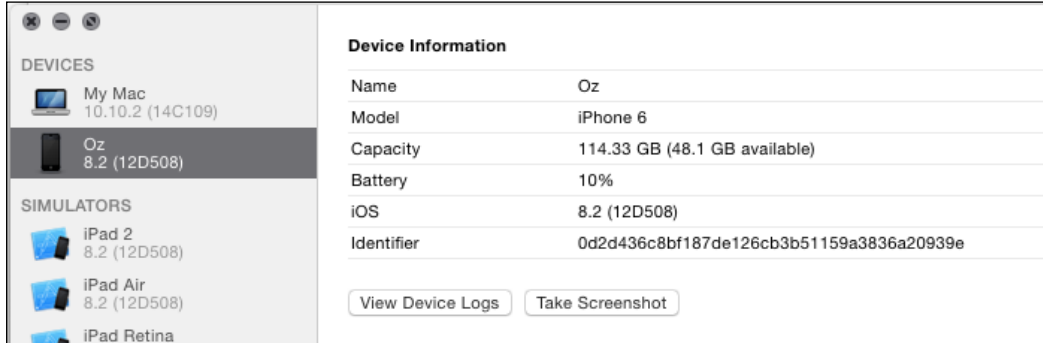 DEVICES
My Mac
10.10.2 (14C109)
Oz
8.2 (12D508)
SIMULATORS
iPad 2
8.2 (12D508)
iPad Air
8.2 (12D508)
iPad Retina
Device Information
Name Oz
Model iPhone 6
Capacity 114.33 GB (48.1 GB available)
Battery 10%
iOS 8.2 (12D508)
Identifier 0d2d436c8bf187de126cb3b51159a3836a20939e
View Device Logs Take Screenshot